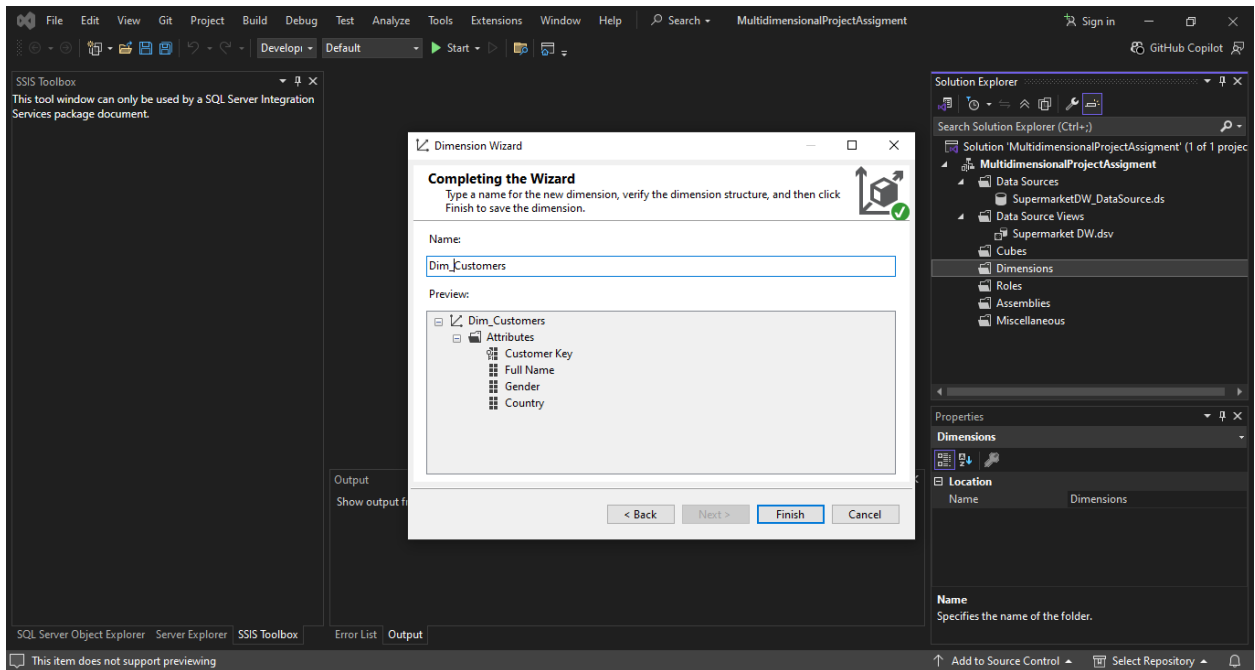 File Edit View Git Project Build Debug Test Analyze Tools Extensions Window Help Search MultidimensionalProjectAssigment Sign in
Developi Default Start GitHub Copilot
SSIS Toolbox
This tool window can only be used by a SQL Server Integration
Services package document.
Dimension Wizard
Completing the Wizard
Type a name for the new dimension, verify the dimension structure, and then click
Finish to save the dimension.
Name:
Dim_Customers
Preview:
Dim_Customers
Attributes
Customer Key
Full Name
Gender
Country
< Back Next > Finish Cancel
Output
Show output fr
SQL Server Object Explorer Server Explorer SSIS Toolbox
Error List Output
Solution Explorer
Search Solution Explorer (Ctrl+;)
Solution 'MultidimensionalProjectAssigment' (1 of 1 projec
MultidimensionalProjectAssigment
Data Sources
SupermarketDW_DataSource.ds
Data Source Views
Supermarket DW.dsv
Cubes
Dimensions
Roles
Assemblies
Miscellaneous
Properties
Dimensions
Location
Name Dimensions
Name
Specifies the name of the folder.
This item does not support previewing Add to Source Control Select Repository